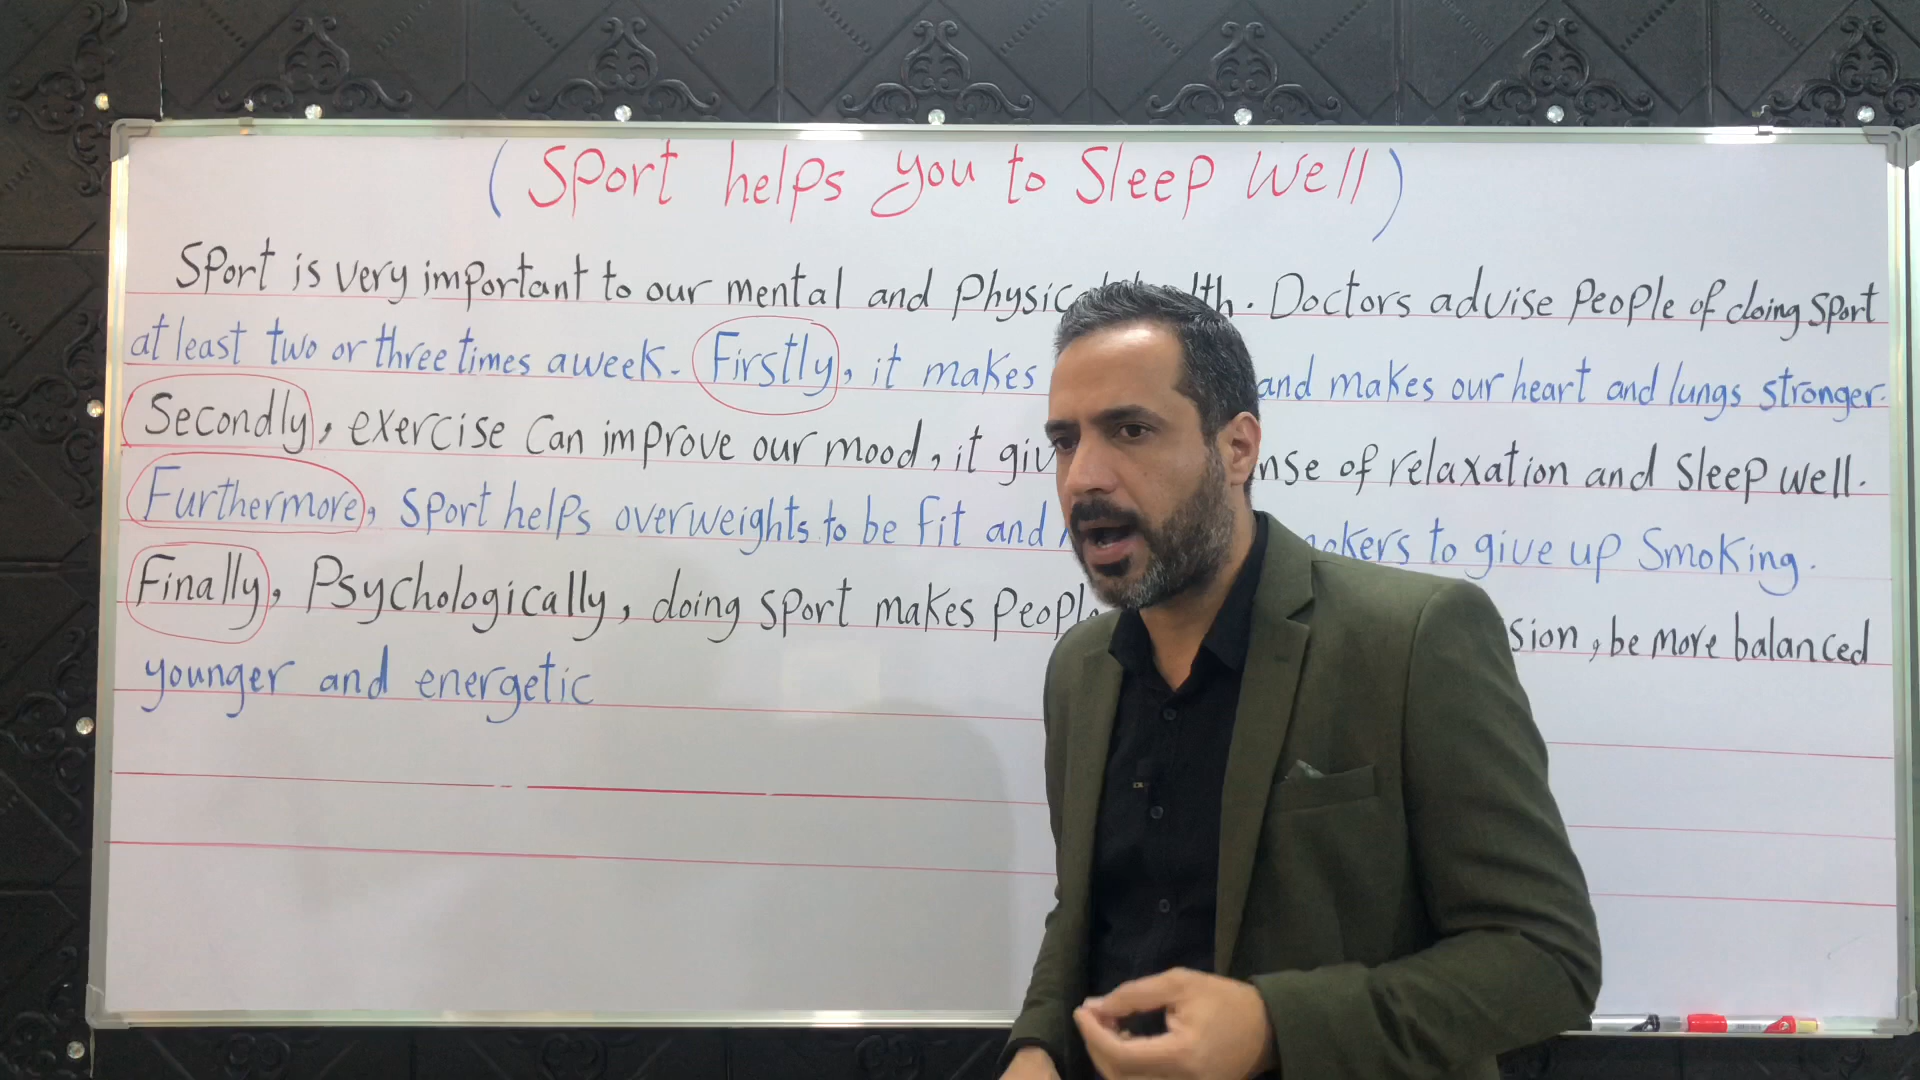 (Sport helps you to Sleep Well)
Sport is very important to our mental and Physical health. Doctors advise People of doing Sport
at least two or three times a week. Firstly, it makes and makes our heart and lungs stronger.
Secondly, exercise Can improve our mood, it of relaxation and Sleep well.
Furthermore, Sport helps overweights to be fit and to give up Smoking.
Finally, Psychologically, doing sport makes People , be more balanced
younger and energetic